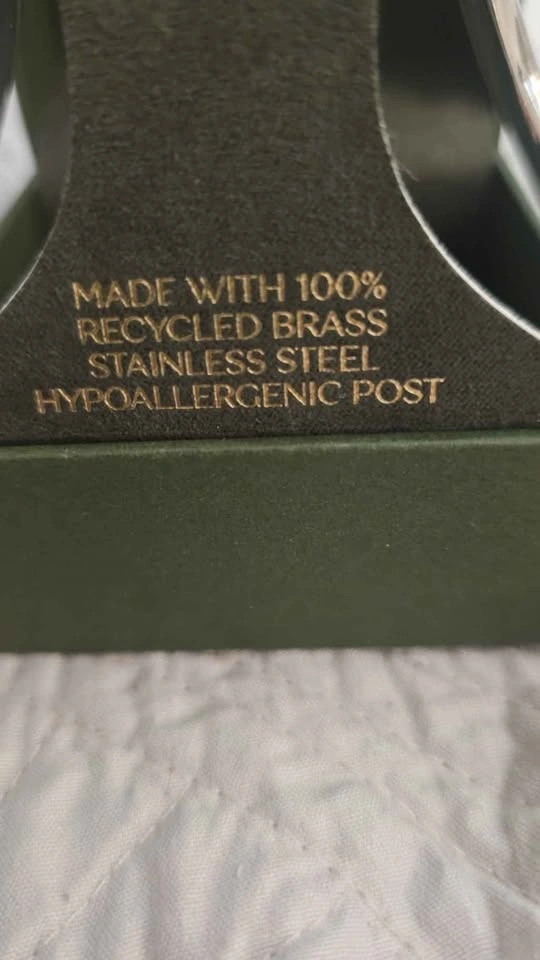 MADE WITH 100%
RECYCLED BRASS
STAINLESS STEEL
HYPOALLERGENIC POST